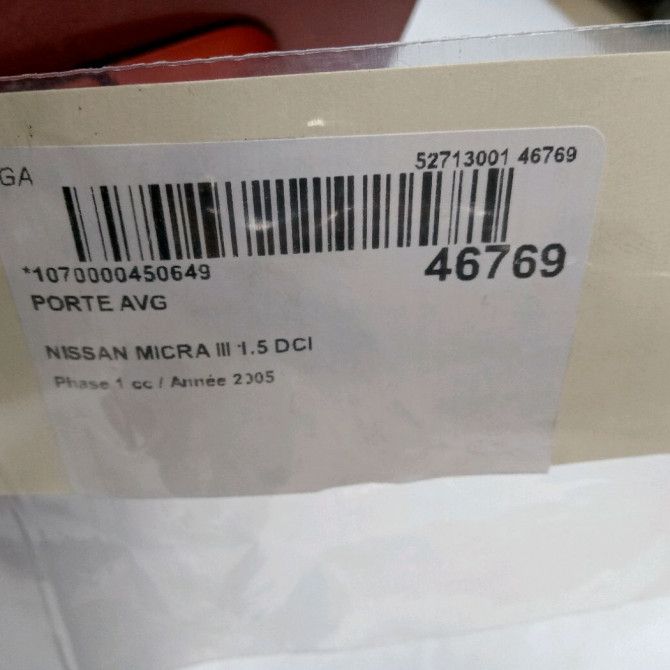 GA
52713001 46769
*1070000450649
46769
PORTE AVG
NISSAN MICRA III 1.5 DCI
Phase 1 cc / Année 2005